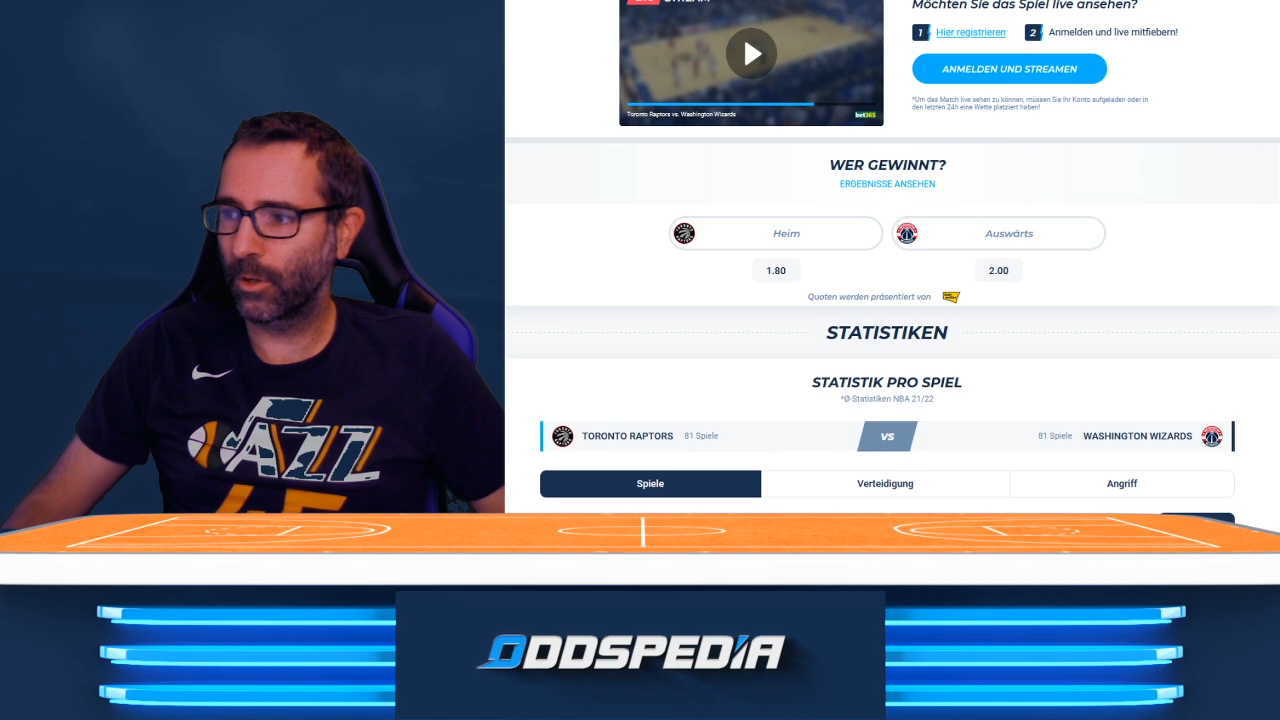 STREAM
Toronto Raptors vs. Washington Wizards
bet365
Möchten Sie das Spiel live ansehen?
1 Hier registrieren 2 Anmelden und live mitfiebern!
ANMELDEN UND STREAMEN
*Um das Match live sehen zu können, müssen Sie Ihr Konto aufgeladen oder in
den letzten 24h eine Wette platziert haben!
WER GEWINNT?
ERGEBNISSE ANSEHEN
Heim Auswärts
1.80 2.00
Quoten werden präsentiert von
STATISTIKEN
STATISTIK PRO SPIEL
*Ø-Statistiken NBA 21/22
TORONTO RAPTORS 81 Spiele VS 81 Spiele WASHINGTON WIZARDS
Spiele Verteidigung Angriff
JAZZ
45
ODDSPEDIA